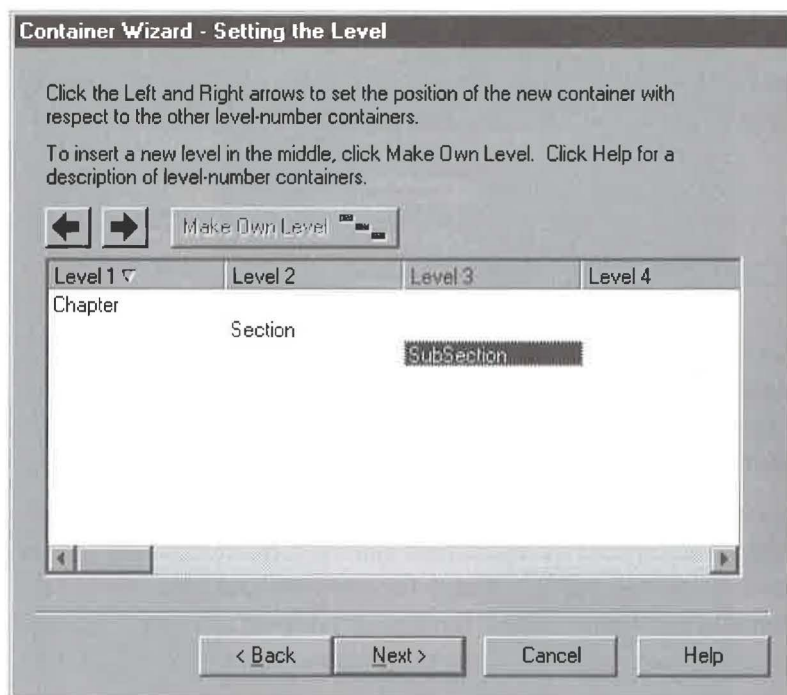 Container Wizard - Setting the Level
Click the Left and Right arrows to set the position of the new container with
respect to the other level-number containers.
To insert a new level in the middle, click Make Own Level. Click Help for a
description of level-number containers.
Make Own Level
Level 1 Level 2 Level 3 Level 4
Chapter
Section
SubSection
< Back Next > Cancel Help